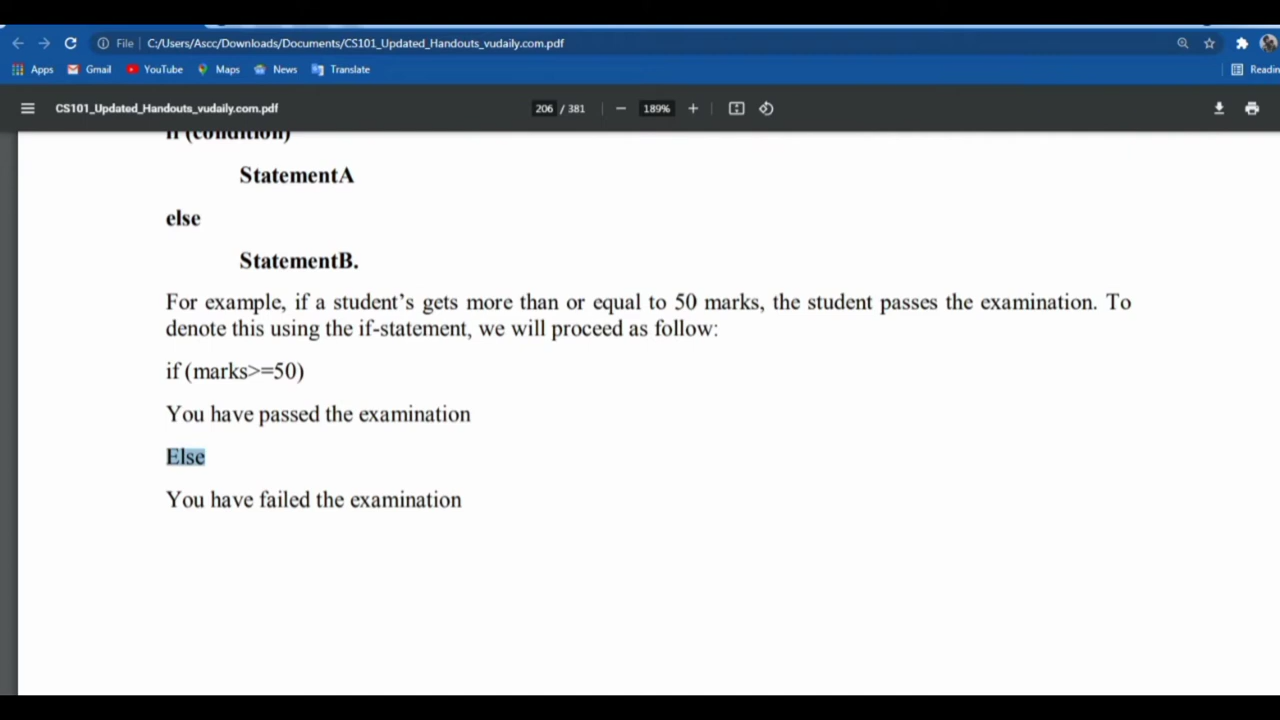 File C:/Users/Ascc/Downloads/Documents/CS101_Updated_Handouts_vudaily.com.pdf
Apps Gmail YouTube Maps News Translate Readin
CS101_Updated_Handouts_vudaily.com.pdf 206 / 381 189%
if (condition)
StatementA
else
StatementB.
For example, if a student’s gets more than or equal to 50 marks, the student passes the examination. To
denote this using the if-statement, we will proceed as follow:
if (marks>=50)
You have passed the examination
Else
You have failed the examination